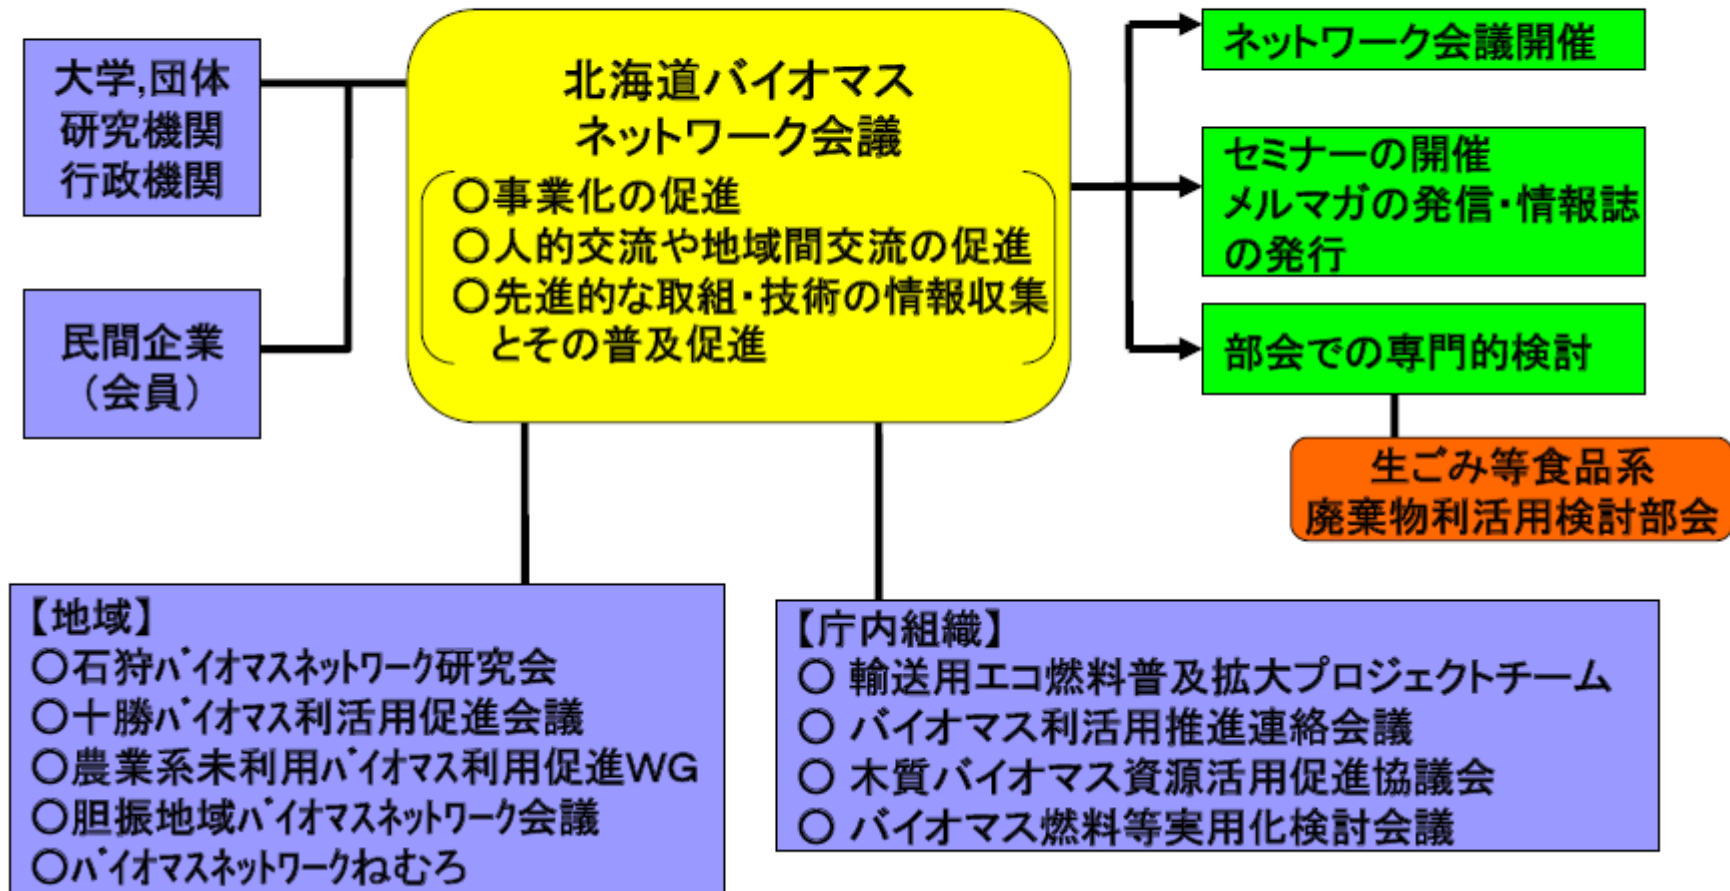 大学,団体
研究機関
行政機関
民間企業
(会員)
北海道バイオマス
ネットワーク会議
○事業化の促進
○人的交流や地域間交流の促進
○先進的な取組・技術の情報収集
とその普及促進
ネットワーク会議開催
セミナーの開催
メルマガの発信・情報誌
の発行
部会での専門的検討
生ごみ等食品系
廃棄物利活用検討部会
【地域】
○石狩バイオマスネットワーク研究会
○十勝バイオマス利活用促進会議
○農業系未利用バイオマス利用促進WG
○胆振地域バイオマスネットワーク会議
○バイオマスネットワークねむろ
【庁内組織】
○ 輸送用エコ燃料普及拡大プロジェクトチーム
○ バイオマス利活用推進連絡会議
○ 木質バイオマス資源活用促進協議会
○ バイオマス燃料等実用化検討会議